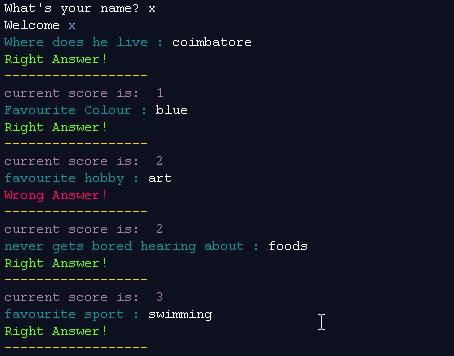 What's your name? x
Welcome x
Where does he live : coimbatore
Right Answer!
------------------
current score is:  1
Favourite Colour : blue
Right Answer!
------------------
current score is:  2
favourite hobby : art
Wrong Answer!
------------------
current score is:  2
never gets bored hearing about : foods
Right Answer!
------------------
current score is:  3
favourite sport : swimming
Right Answer!
------------------